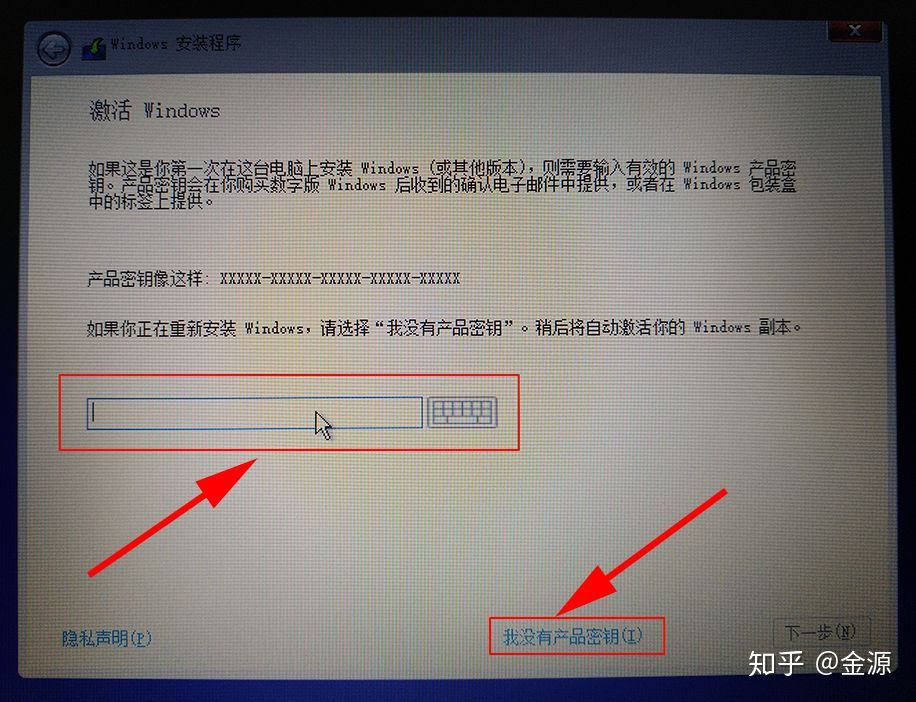 Windows 安装程序
激活 Windows
如果这是你第一次在这台电脑上安装 Windows (或其他版本)，则需要输入有效的 Windows 产品密
钥。产品密钥会在你购买数字版 Windows 后收到的确认电子邮件中提供，或者在 Windows 包装盒
中的标签上提供。
产品密钥像这样: XXXXX-XXXXX-XXXXX-XXXXX-XXXXX
如果你正在重新安装 Windows，请选择“我没有产品密钥”。稍后将自动激活你的 Windows 副本。
隐私声明(P)
我没有产品密钥(I)
下一步(N)
知乎 @金源